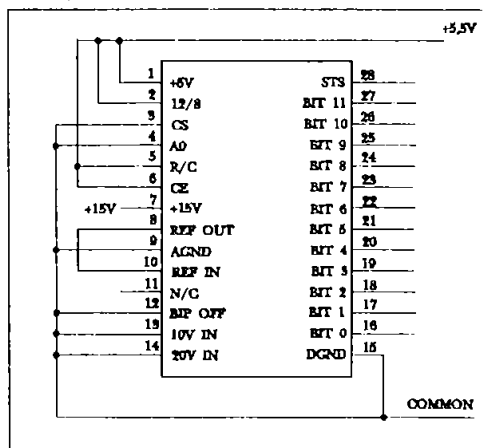 +5,5V
1 +5V STS 28
2 12/8 BIT 11 27
3 CS BIT 10 26
4 A0 BIT 9 25
5 R/C BIT 8 24
6 CE BIT 7 23
+15V 7 +15V BIT 6 22
8 REF OUT BIT 5 21
9 AGND BIT 4 20
10 REF IN BIT 3 19
11 N/C BIT 2 18
12 BIP OFF BIT 1 17
13 10V IN BIT 0 16
14 20V IN DGND 15
COMMON